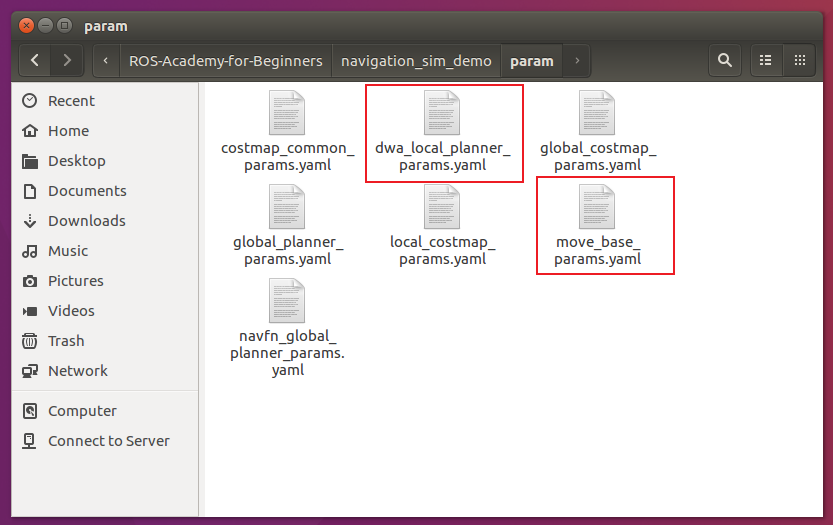 param
ROS-Academy-for-Beginners
navigation_sim_demo
param
Recent
Home
Desktop
Documents
Downloads
Music
Pictures
Videos
Trash
Network
Computer
Connect to Server
costmap_common_
params.yaml
dwa_local_planner_
params.yaml
global_costmap_
params.yaml
global_planner_
params.yaml
local_costmap_
params.yaml
move_base_
params.yaml
navfn_global_
planner_params.
yaml